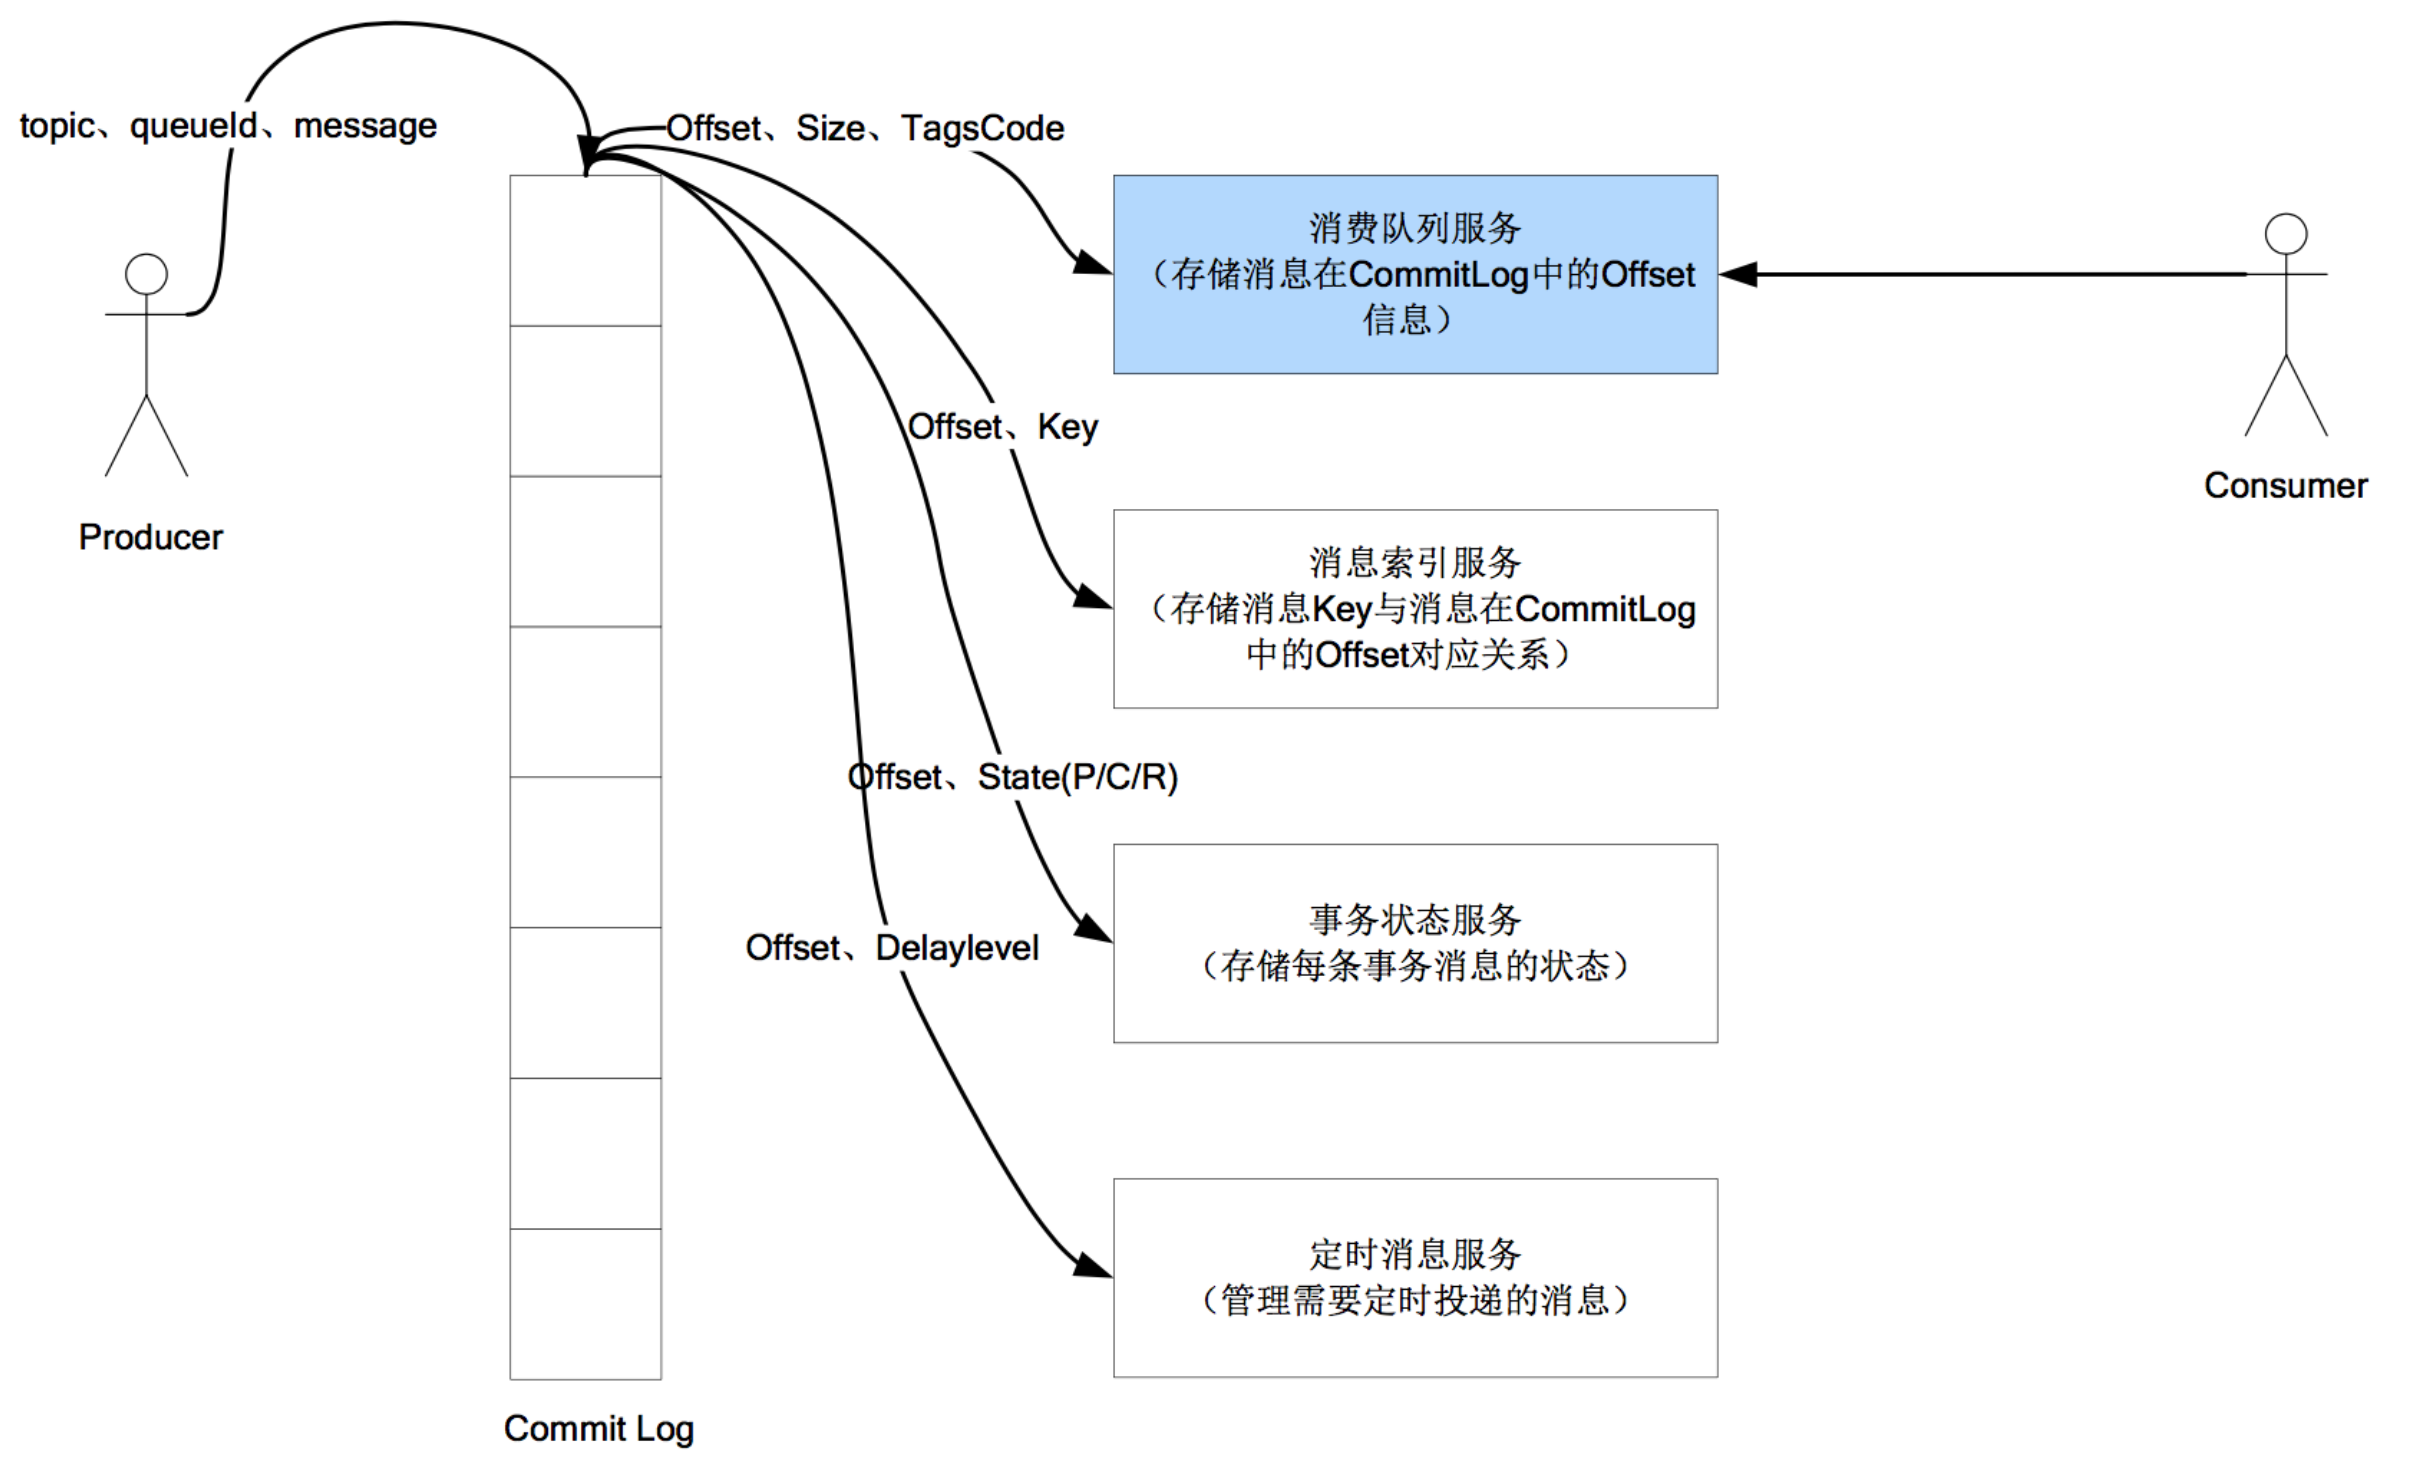 topic、queueId、message
Offset、Size、TagsCode
消费队列服务
（存储消息在CommitLog中的Offset
信息）
Offset、Key
Consumer
Producer
消息索引服务
（存储消息Key与消息在CommitLog
中的Offset对应关系）
Offset、State(P/C/R)
事务状态服务
（存储每条事务消息的状态）
Offset、Delaylevel
定时消息服务
（管理需要定时投递的消息）
Commit Log